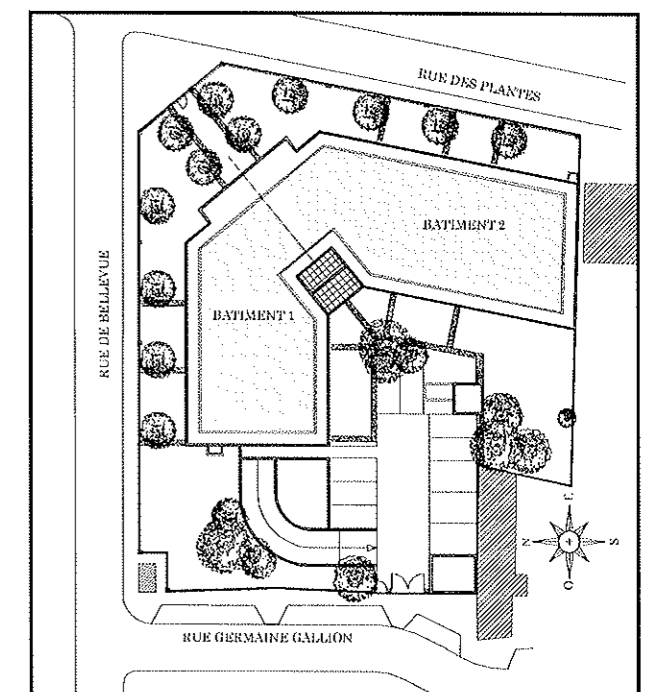 RUE DES PLANTES
BATIMENT 2
RUE DE BELLEVUE
BATIMENT 1
E
N
S
O
RUE GERMAINE GALLION